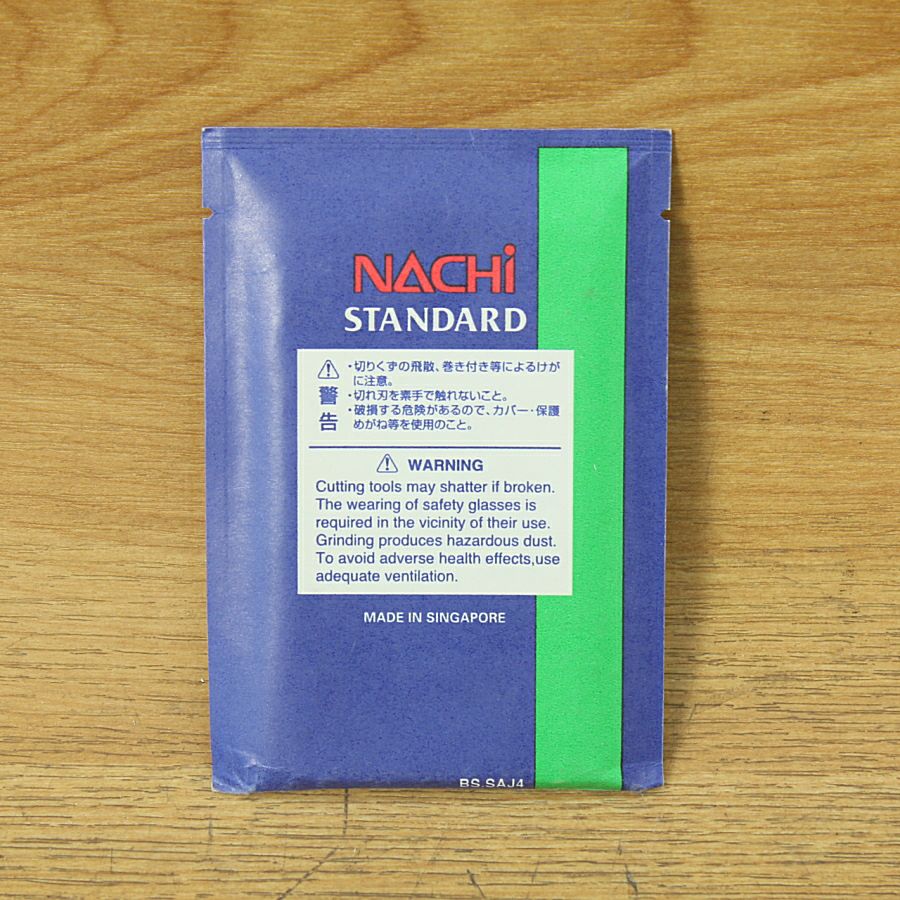 NACHi
STANDARD
・切りくずの飛散、巻き付き等によるけが
に注意。
警告
・切れ刃を素手で触れないこと。
・破損する危険があるので、カバー・保護
めがね等を使用のこと。
WARNING
Cutting tools may shatter if broken.
The wearing of safety glasses is
required in the vicinity of their use.
Grinding produces hazardous dust.
To avoid adverse health effects,use
adequate ventilation.
MADE IN SINGAPORE
BS.SAJ4